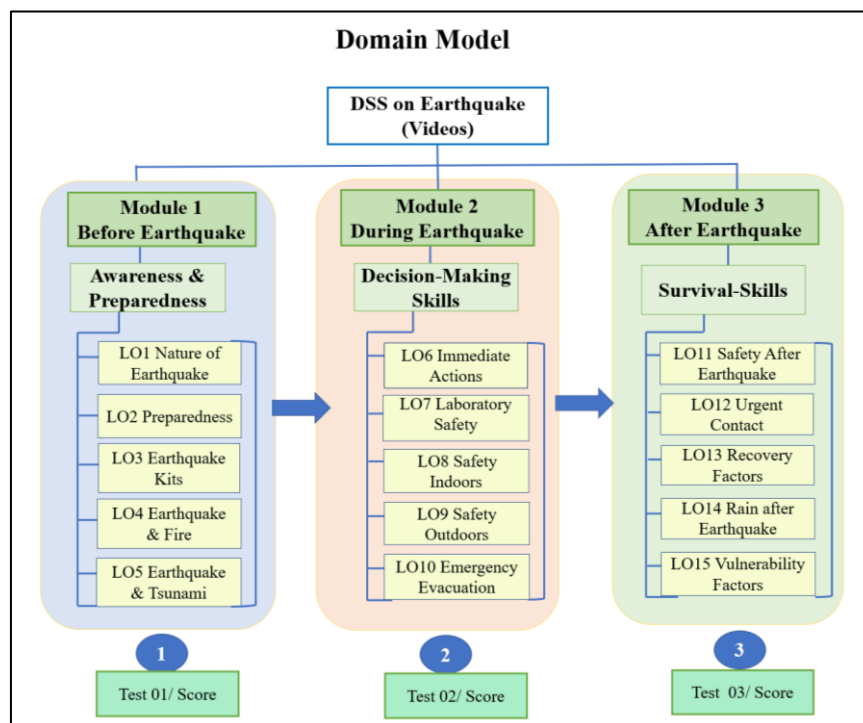 Domain Model
DSS on Earthquake
(Videos)
Module 1
Before Earthquake
Awareness &
Preparedness
LO1 Nature of
Earthquake
LO2 Preparedness
LO3 Earthquake
Kits
LO4 Earthquake
& Fire
LO5 Earthquake
& Tsunami
1
Test 01/ Score
Module 2
During Earthquake
Decision-Making
Skills
LO6 Immediate
Actions
LO7 Laboratory
Safety
LO8 Safety
Indoors
LO9 Safety
Outdoors
LO10 Emergency
Evacuation
2
Test 02/ Score
Module 3
After Earthquake
Survival-Skills
LO11 Safety After
Earthquake
LO12 Urgent
Contact
LO13 Recovery
Factors
LO14 Rain after
Earthquake
LO15 Vulnerability
Factors
3
Test 03/ Score